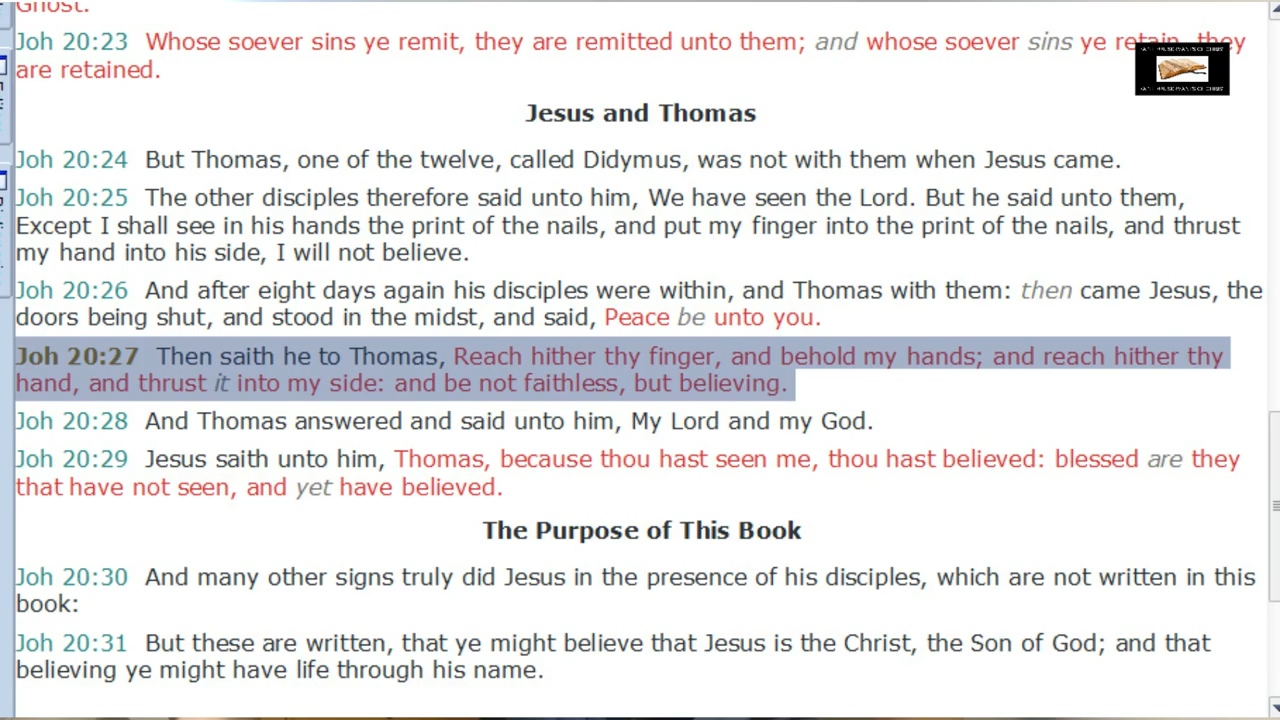 Ghost.
Joh 20:23 Whose soever sins ye remit, they are remitted unto them; and whose soever sins ye retain, they
are retained.
Jesus and Thomas
Joh 20:24 But Thomas, one of the twelve, called Didymus, was not with them when Jesus came.
Joh 20:25 The other disciples therefore said unto him, We have seen the Lord. But he said unto them,
Except I shall see in his hands the print of the nails, and put my finger into the print of the nails, and thrust
my hand into his side, I will not believe.
Joh 20:26 And after eight days again his disciples were within, and Thomas with them: then came Jesus, the
doors being shut, and stood in the midst, and said, Peace be unto you.
Joh 20:27 Then saith he to Thomas, Reach hither thy finger, and behold my hands; and reach hither thy
hand, and thrust it into my side: and be not faithless, but believing.
Joh 20:28 And Thomas answered and said unto him, My Lord and my God.
Joh 20:29 Jesus saith unto him, Thomas, because thou hast seen me, thou hast believed: blessed are they
that have not seen, and yet have believed.
The Purpose of This Book
Joh 20:30 And many other signs truly did Jesus in the presence of his disciples, which are not written in this
book:
Joh 20:31 But these are written, that ye might believe that Jesus is the Christ, the Son of God; and that
believing ye might have life through his name.